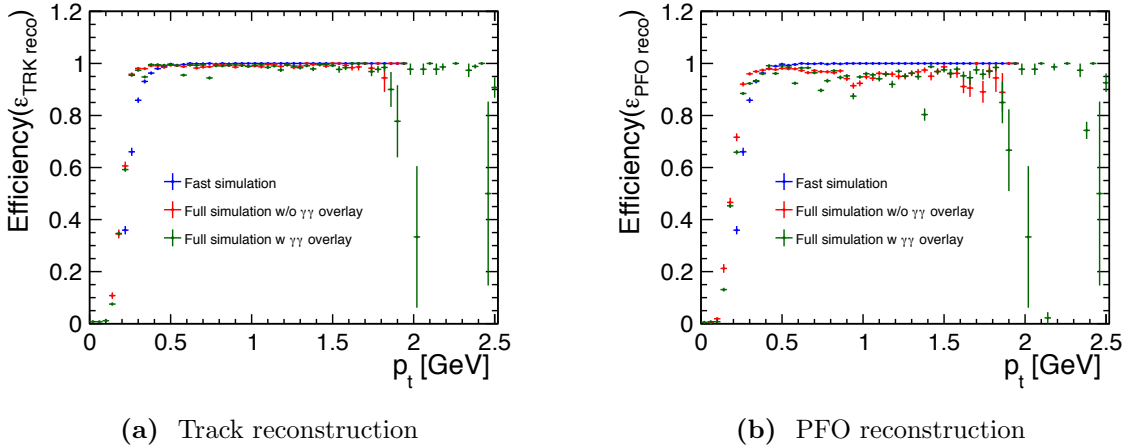 Efficiency(ε_TRK reco)
1.2
1
0.8
0.6
0.4
0.2
0
0 0.5 1 1.5 2 2.5
p_t [GeV]
Fast simulation
Full simulation w/o γγ overlay
Full simulation w γγ overlay
(a) Track reconstruction
Efficiency(ε_PFO reco)
1.2
1
0.8
0.6
0.4
0.2
0
0 0.5 1 1.5 2 2.5
p_t [GeV]
Fast simulation
Full simulation w/o γγ overlay
Full simulation w γγ overlay
(b) PFO reconstruction